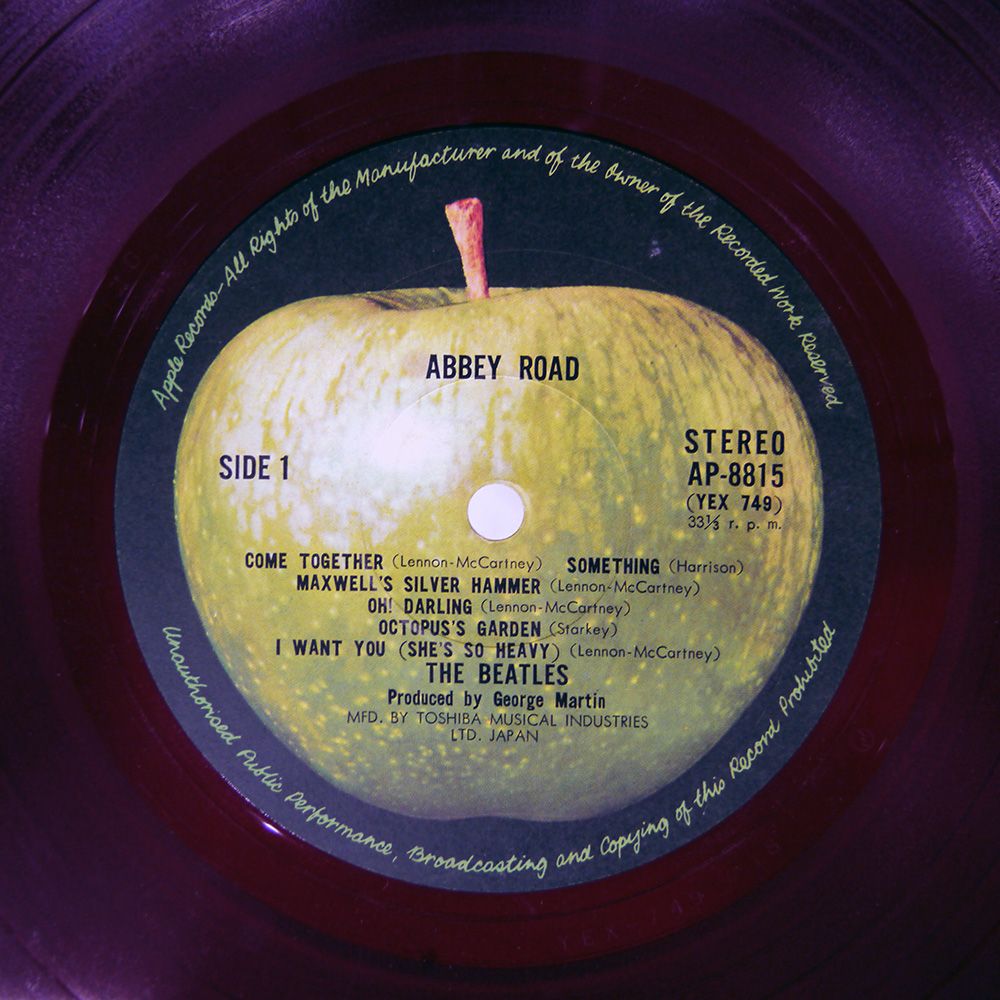 Apple Records - All Rights of the Manufacturer and of the Owner of the Recorded Work Reserved
ABBEY ROAD
SIDE 1
STEREO
AP-8815
(YEX 749)
33⅓ r. p. m.
COME TOGETHER (Lennon-McCartney) SOMETHING (Harrison)
MAXWELL'S SILVER HAMMER (Lennon-McCartney)
OH! DARLING (Lennon-McCartney)
OCTOPUS'S GARDEN (Starkey)
I WANT YOU (SHE'S SO HEAVY) (Lennon-McCartney)
THE BEATLES
Produced by George Martin
MFD. BY TOSHIBA MUSICAL INDUSTRIES
LTD. JAPAN
Unauthorised Public Performance, Broadcasting and Copying of this Record Prohibited